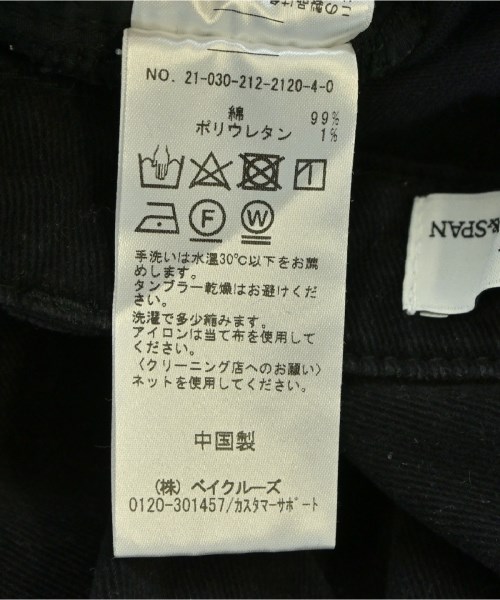 この製品は
NO. 21-030-212-2120-4-0
綿 99%
ポリウレタン 1%
F W
手洗いは水温30℃以下をお薦
めします。
タンブラー乾燥はお避けくだ
さい。
洗濯で多少縮みます。
アイロンは当て布を使用して
ください。
〈クリーニング店へのお願い〉
ネットを使用してください。
中国製
(株) ベイクルーズ
0120-301457/カスタマーサポート
&SPAN